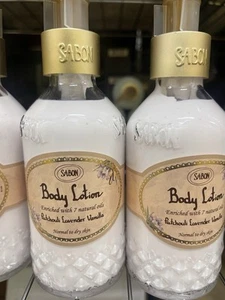 SABON
SABON
SABON
Body Lotion
Enriched with 7 natural oils
Patchouli Lavender Vanilla
Normal to dry skin
SABON
Body Lotion
Enriched with 7 natural oils
Patchouli Lavender Vanilla
Normal to dry skin